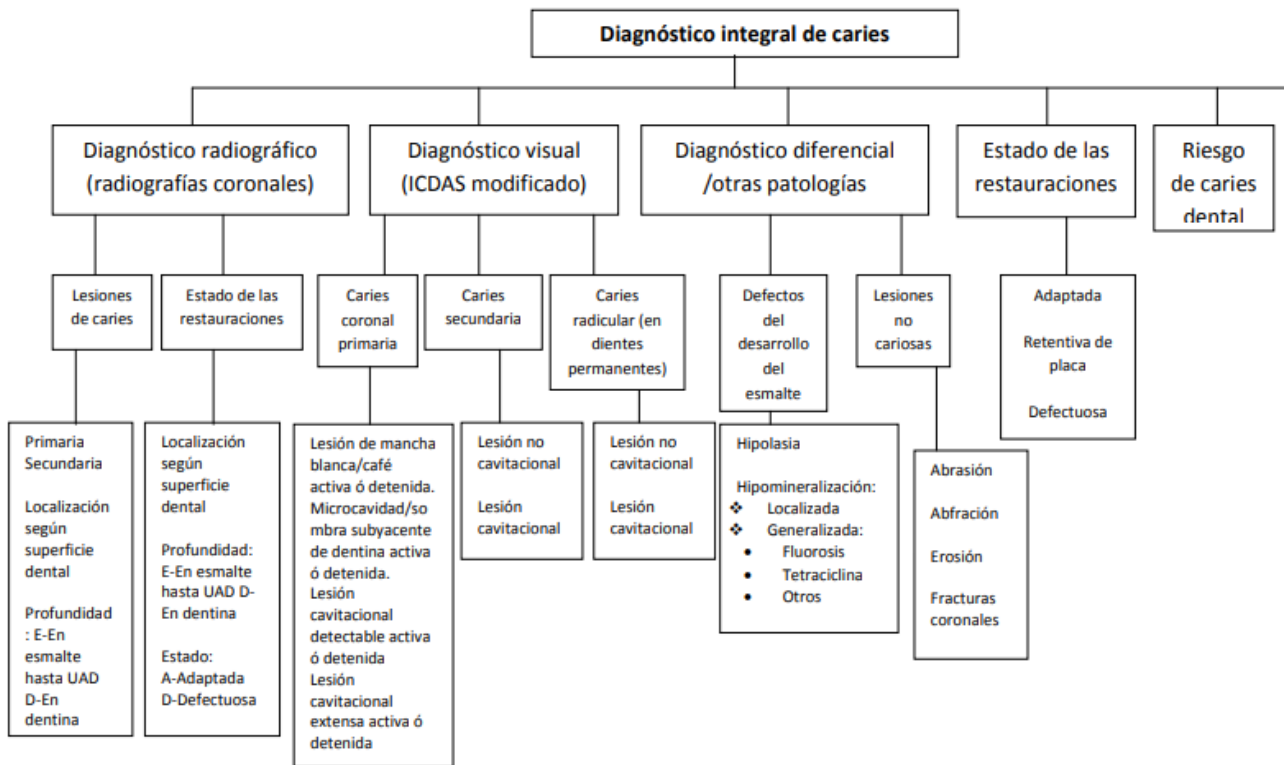 Diagnóstico integral de caries
Diagnóstico radiográfico
(radiografías coronales)
Diagnóstico visual
(ICDAS modificado)
Diagnóstico diferencial
/otras patologías
Estado de las
restauraciones
Riesgo
de caries
dental
Lesiones
de caries
Estado de las
restauraciones
Caries
coronal
primaria
Caries
secundaria
Caries
radicular (en
dientes
permanentes)
Defectos
del
desarrollo
del
esmalte
Lesiones
no
cariosas
Adaptada
Retentiva de
placa
Defectuosa
Primaria
Secundaria
Localización
según
superficie
dental
Profundidad
: E-En
esmalte
hasta UAD
D-En
dentina
Localización
según
superficie
dental
Profundidad:
E-En esmalte
hasta UAD D-
En dentina
Estado:
A-Adaptada
D-Defectuosa
Lesión de mancha
blanca/café
activa ó detenida.
Microcavidad/so
mbra subyacente
de dentina activa
ó detenida.
Lesión
cavitacional
detectable activa
ó detenida
Lesión
cavitacional
extensa activa ó
detenida
Lesión no
cavitacional
Lesión
cavitacional
Lesión no
cavitacional
Lesión
cavitacional
Hipolasia
Hipomineralización:
❖ Localizada
❖ Generalizada:
• Fluorosis
• Tetraciclina
• Otros
Abrasión
Abfración
Erosión
Fracturas
coronales